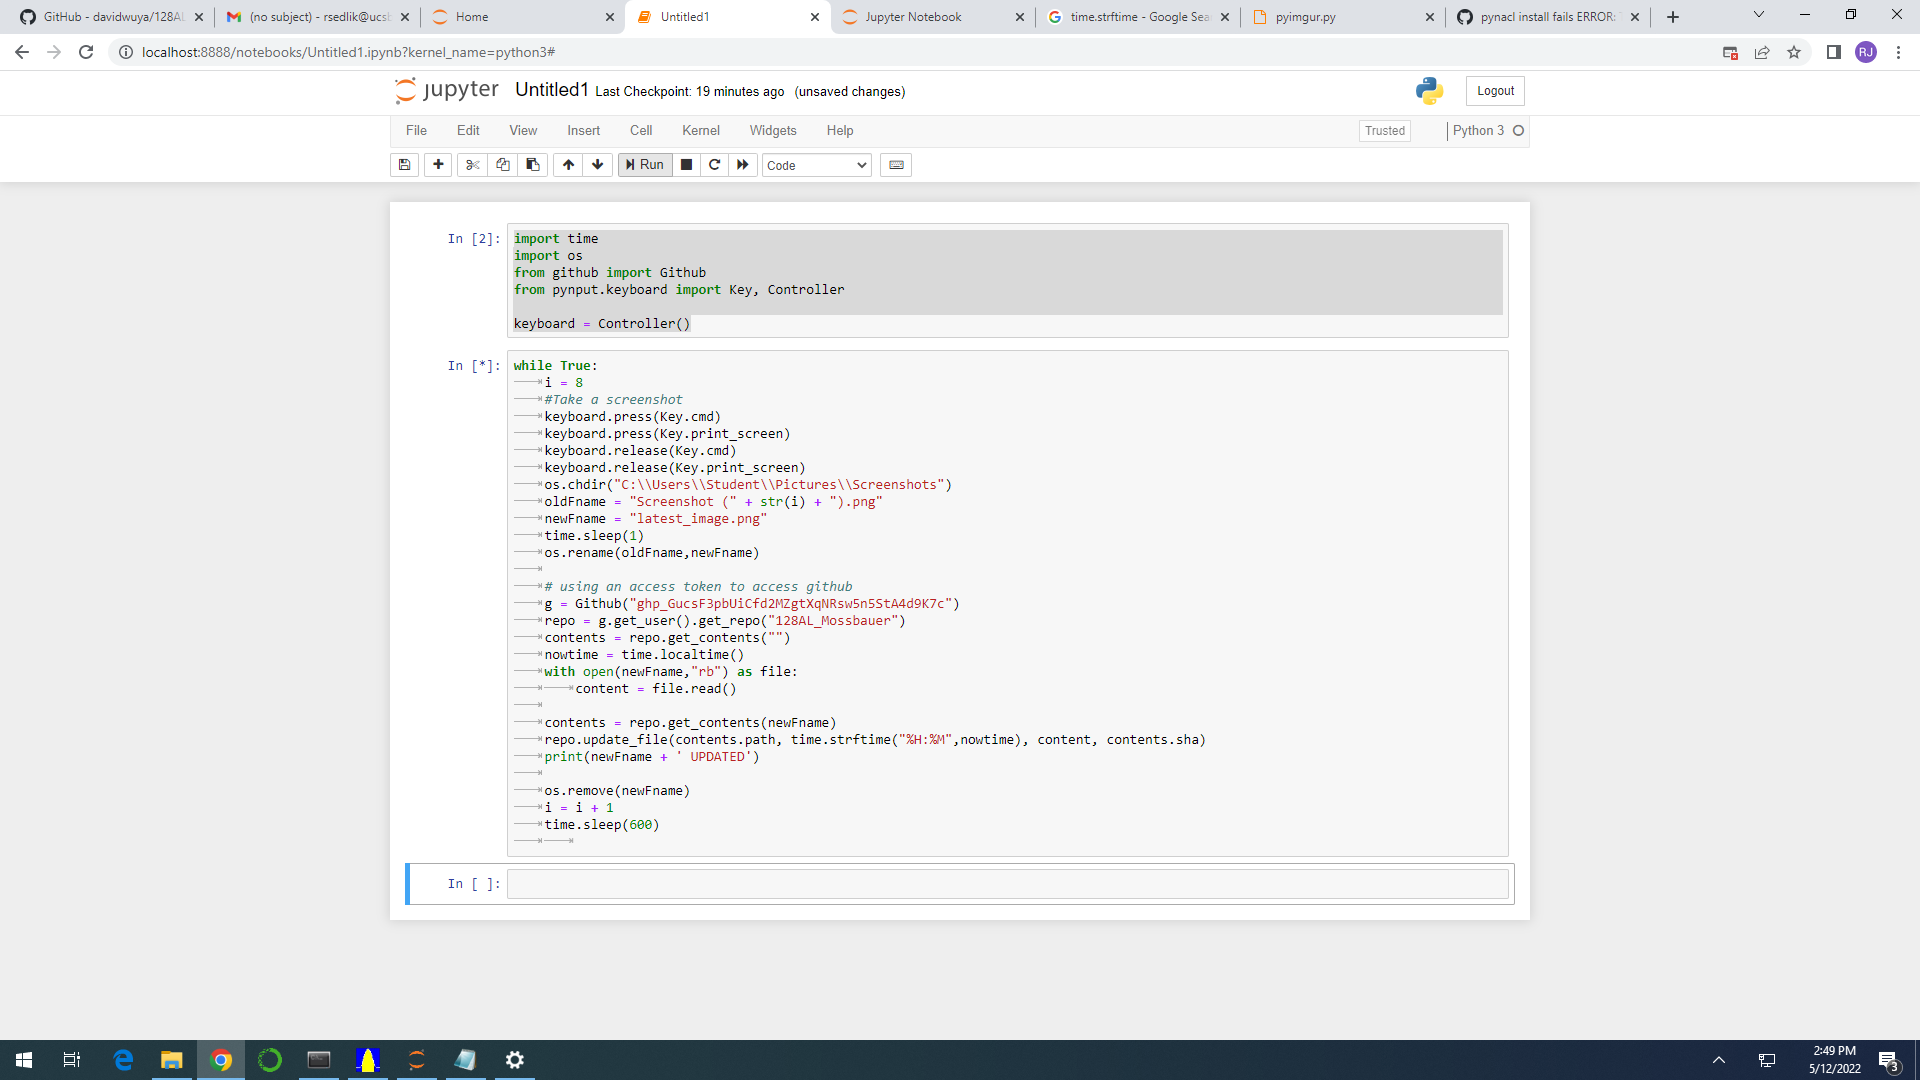 GitHub - davidwuya/128AL
(no subject) - rsedlik@ucsb
Home
Untitled1
Jupyter Notebook
time.strftime - Google Sea
pyimgur.py
pynacl install fails ERROR:
localhost:8888/notebooks/Untitled1.ipynb?kernel_name=python3#
RJ
jupyter Untitled1 Last Checkpoint: 19 minutes ago (unsaved changes)
Logout
File Edit View Insert Cell Kernel Widgets Help
Trusted
Python 3
Run
Code
In [2]:
import time
import os
from github import Github
from pynput.keyboard import Key, Controller
keyboard = Controller()
In [*]:
while True:
i = 8
#Take a screenshot
keyboard.press(Key.cmd)
keyboard.press(Key.print_screen)
keyboard.release(Key.cmd)
keyboard.release(Key.print_screen)
os.chdir("C:\\Users\\Student\\Pictures\\Screenshots")
oldFname = "Screenshot (" + str(i) + ").png"
newFname = "latest_image.png"
time.sleep(1)
os.rename(oldFname,newFname)
# using an access token to access github
g = Github("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")
repo = g.get_user().get_repo("128AL_Mossbauer")
contents = repo.get_contents("")
nowtime = time.localtime()
with open(newFname,"rb") as file:
content = file.read()
contents = repo.get_contents(newFname)
repo.update_file(contents.path, time.strftime("%H:%M",nowtime), content, contents.sha)
print(newFname + ' UPDATED')
os.remove(newFname)
i = i + 1
time.sleep(600)
In [ ]:
2:49 PM
5/12/2022
3